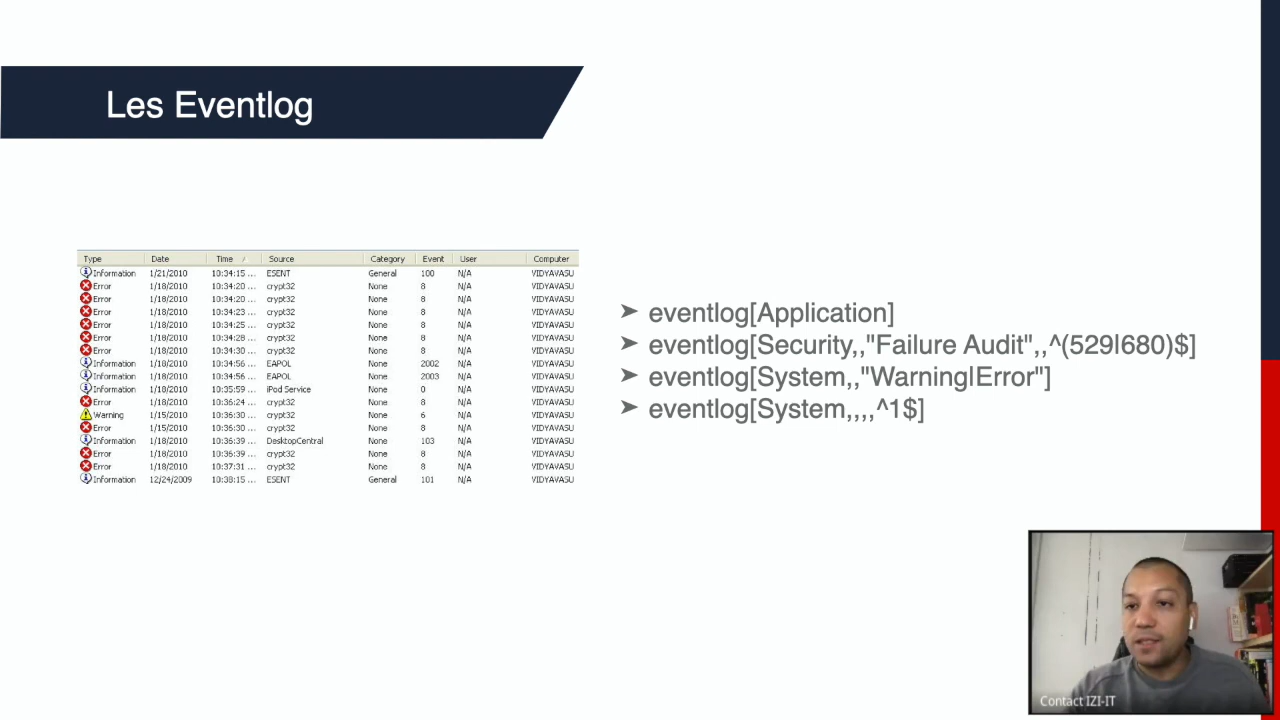 Les Eventlog
Type Date Time Source Category Event User Computer
Information 1/21/2010 10:34:15 ... ESENT General 100 N/A VIDYAVASU
Error 1/18/2010 10:34:20 ... crypt32 None 8 N/A VIDYAVASU
Error 1/18/2010 10:34:20 ... crypt32 None 8 N/A VIDYAVASU
Error 1/18/2010 10:34:23 ... crypt32 None 8 N/A VIDYAVASU
Error 1/18/2010 10:34:25 ... crypt32 None 8 N/A VIDYAVASU
Error 1/18/2010 10:34:28 ... crypt32 None 8 N/A VIDYAVASU
Error 1/18/2010 10:34:30 ... crypt32 None 8 N/A VIDYAVASU
Information 1/18/2010 10:34:56 ... EAPOL None 2002 N/A VIDYAVASU
Information 1/18/2010 10:34:56 ... EAPOL None 2003 N/A VIDYAVASU
Information 1/18/2010 10:35:59 ... iPod Service None 0 N/A VIDYAVASU
Error 1/18/2010 10:36:24 ... crypt32 None 8 N/A VIDYAVASU
Warning 1/15/2010 10:36:30 ... crypt32 None 6 N/A VIDYAVASU
Error 1/15/2010 10:36:30 ... crypt32 None 8 N/A VIDYAVASU
Information 1/18/2010 10:36:39 ... DesktopCentral None 103 N/A VIDYAVASU
Error 1/18/2010 10:36:39 ... crypt32 None 8 N/A VIDYAVASU
Error 1/18/2010 10:37:31 ... crypt32 None 8 N/A VIDYAVASU
Information 12/24/2009 10:38:15 ... ESENT General 101 N/A VIDYAVASU
➤ eventlog[Application]
➤ eventlog[Security,,"Failure Audit",,^(529|680)$]
➤ eventlog[System,,"Warning|Error"]
➤ eventlog[System,,,,^1$]
Contact IZI-IT